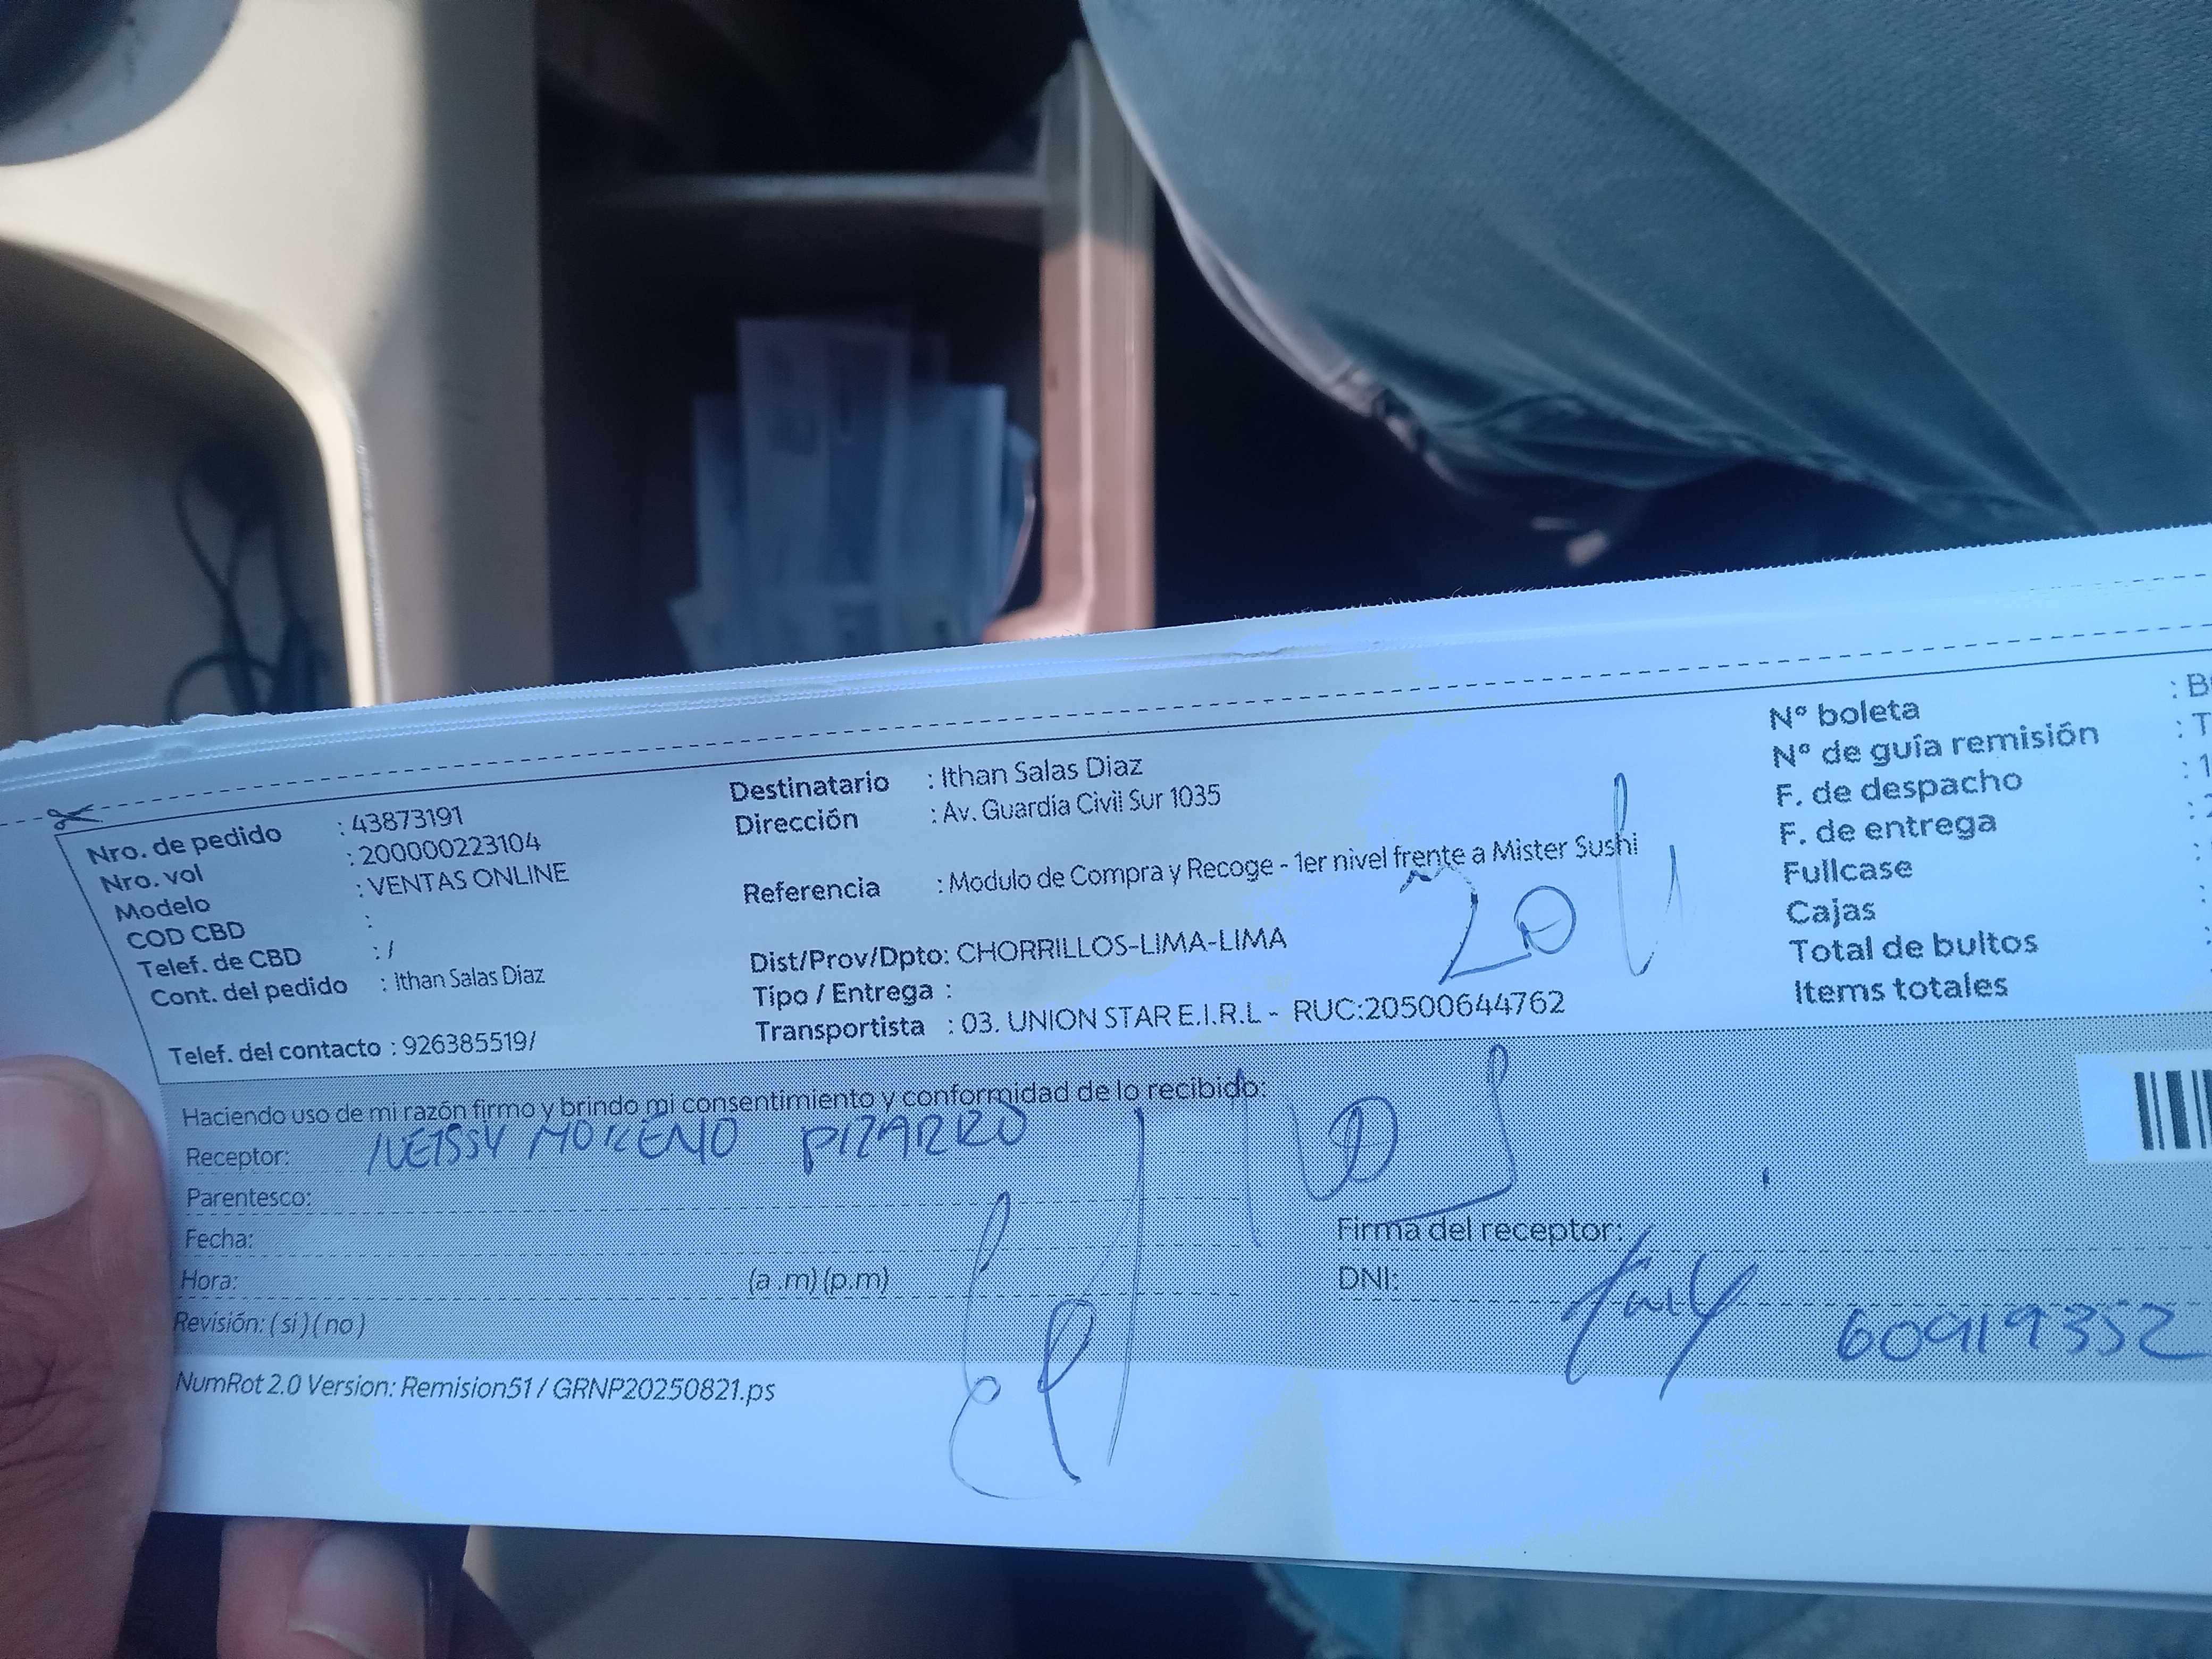 Nro. de pedido : 43873191
Nro. vol : 200000223104
Modelo : VENTAS ONLINE
COD CBD :
Telef. de CBD : /
Cont. del pedido : Ithan Salas Diaz
Telef. del contacto : 926385519/
Destinatario : Ithan Salas Diaz
Dirección : Av. Guardia Civil Sur 1035
Referencia : Modulo de Compra y Recoge - 1er nivel frente a Mister Sushi
Dist/Prov/Dpto: CHORRILLOS-LIMA-LIMA
Tipo / Entrega :
Transportista : 03. UNION STAR E.I.R.L - RUC:20500644762
Nº boleta : B
Nº de guía remisión : T
F. de despacho : 1
F. de entrega :
Fullcase :
Cajas :
Total de bultos :
Items totales
Haciendo uso de mi razón firmo y brindo mi consentimiento y conformidad de lo recibido:
Receptor: MORENO PIZARRO
Parentesco:
Fecha:
Hora: (a .m) (p.m)
Revisión: ( si ) ( no )
Firma del receptor:
DNI: 60919352
NumRot 2.0 Version: Remision51 / GRNP20250821.ps